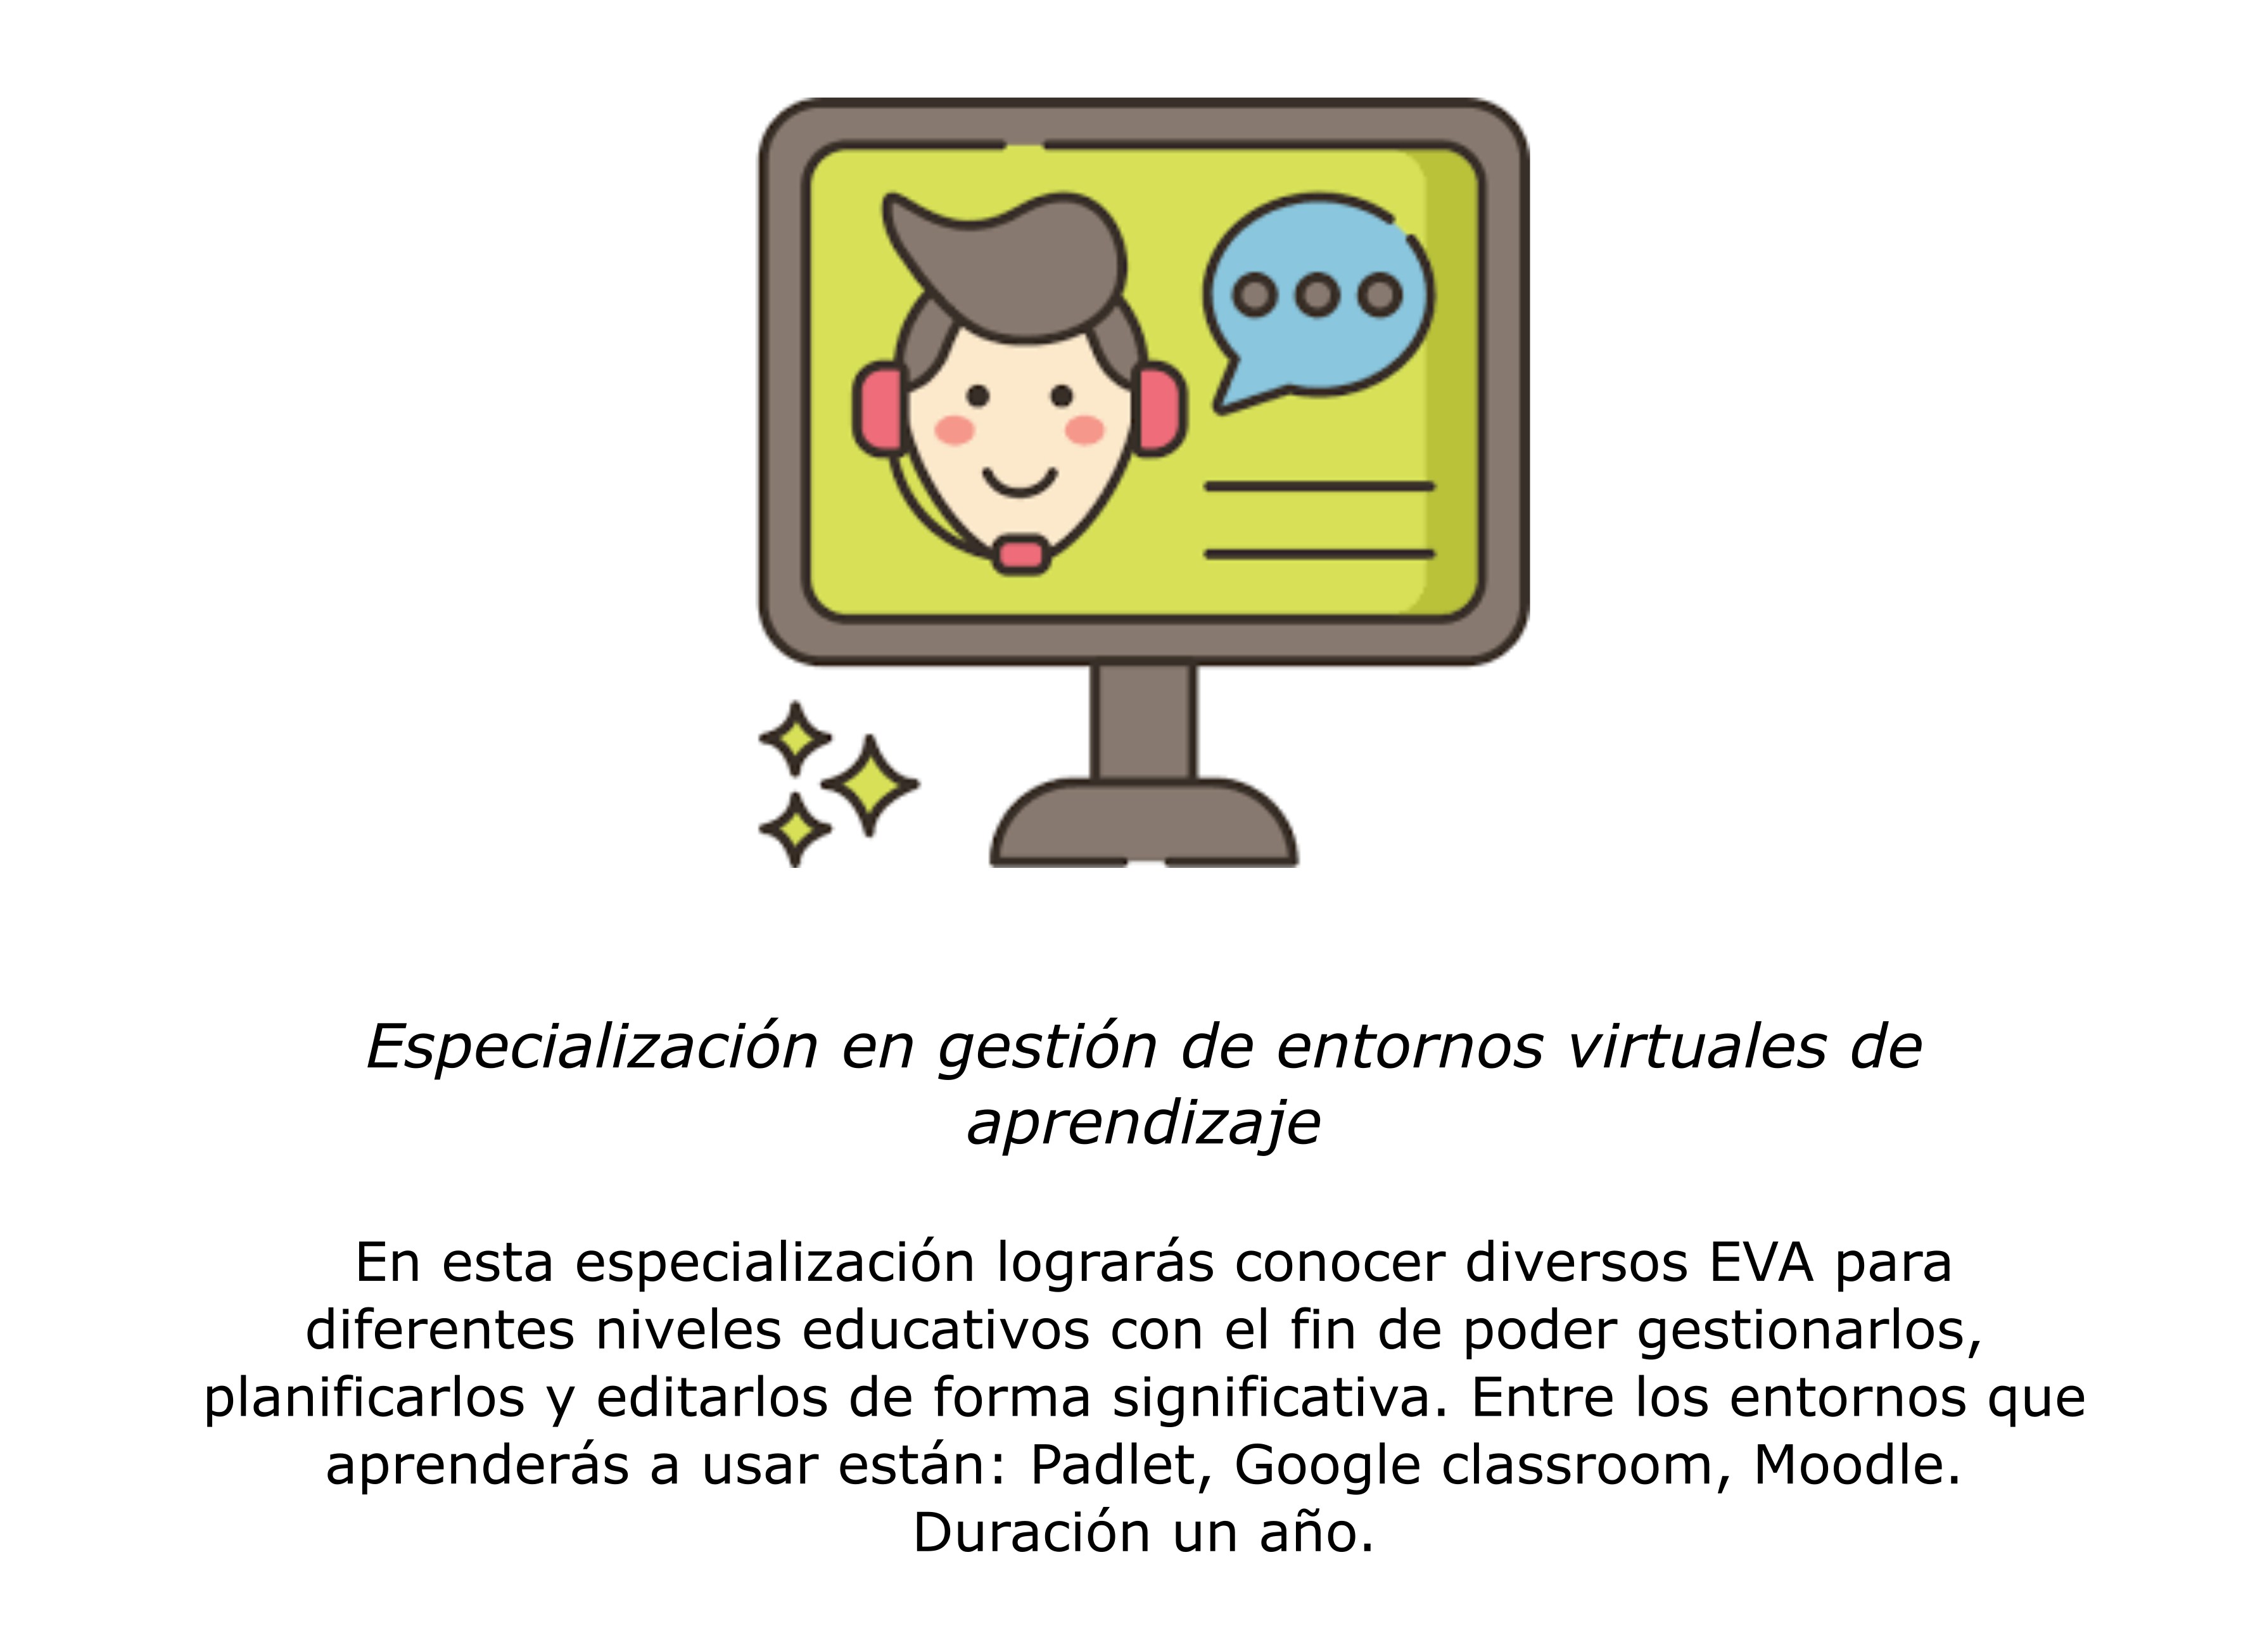 Especialización en gestión de entornos virtuales de
aprendizaje
En esta especialización lograrás conocer diversos EVA para
diferentes niveles educativos con el fin de poder gestionarlos,
planificarlos y editarlos de forma significativa. Entre los entornos que
aprenderás a usar están: Padlet, Google classroom, Moodle.
Duración un año.